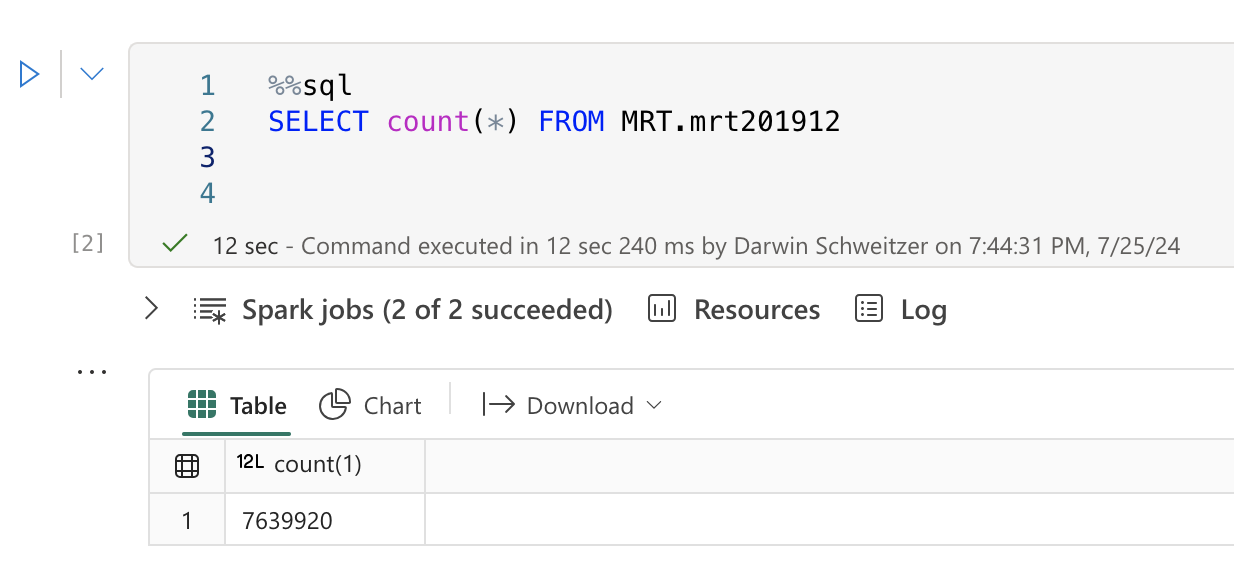 1 %%sql
2 SELECT count(*) FROM MRT.mrt201912
3
4
[2] 12 sec - Command executed in 12 sec 240 ms by Darwin Schweitzer on 7:44:31 PM, 7/25/24
Spark jobs (2 of 2 succeeded) Resources Log
...
Table Chart Download
12L count(1)
1 7639920